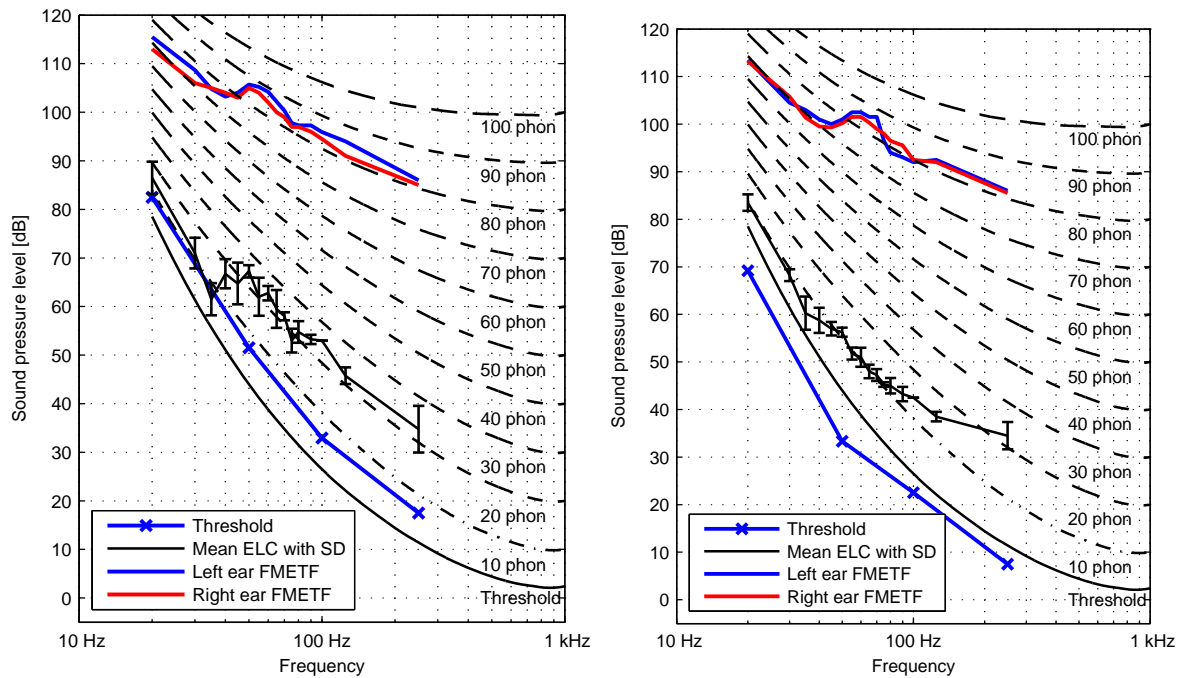 120
110
100
90
80
70
60
50
40
30
20
10
0
Sound pressure level [dB]
100 phon
90 phon
80 phon
70 phon
60 phon
50 phon
40 phon
30 phon
20 phon
10 phon
Threshold
Threshold
Mean ELC with SD
Left ear FMETF
Right ear FMETF
10 Hz
100 Hz
1 kHz
Frequency
120
110
100
90
80
70
60
50
40
30
20
10
0
Sound pressure level [dB]
100 phon
90 phon
80 phon
70 phon
60 phon
50 phon
40 phon
30 phon
20 phon
10 phon
Threshold
Threshold
Mean ELC with SD
Left ear FMETF
Right ear FMETF
10 Hz
100 Hz
1 kHz
Frequency